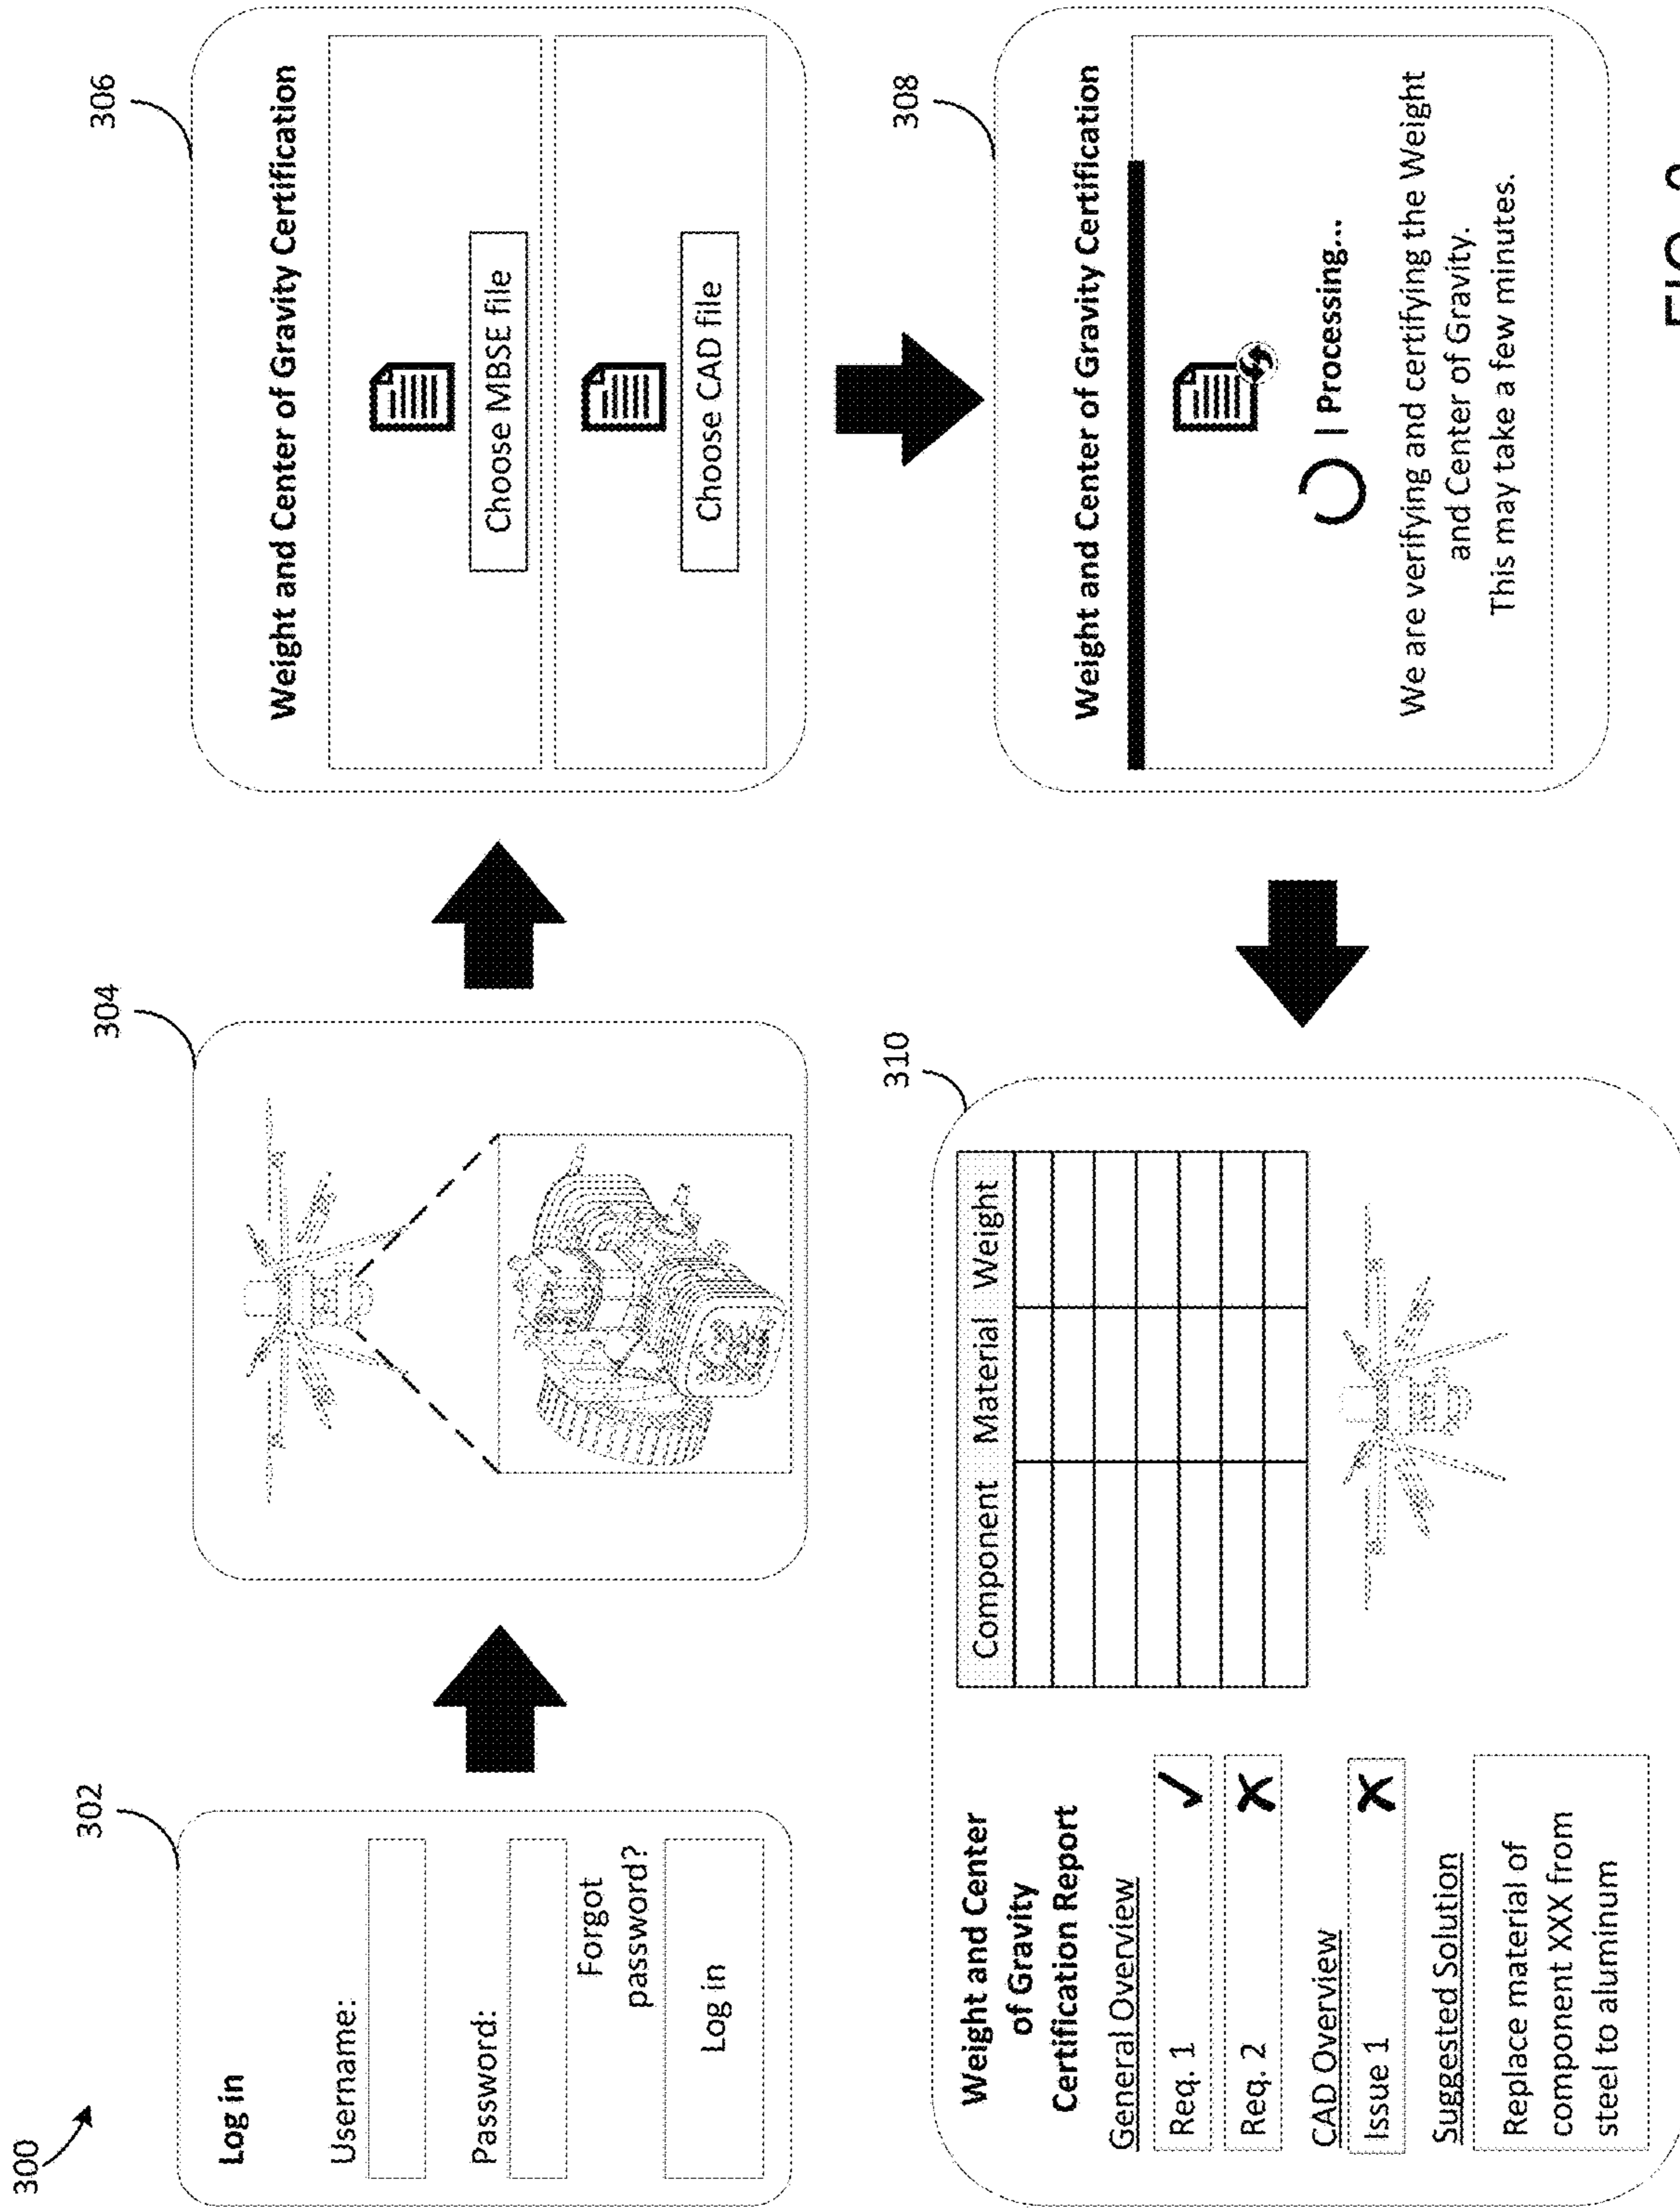 300
302
Log in
Username:
Password:
Forgot
password?
Log in
304
306
Weight and Center of Gravity Certification
Choose MBSE file
Choose CAD file
308
Weight and Center of Gravity Certification
| Processing...
We are verifying and certifying the Weight
and Center of Gravity.
This may take a few minutes.
310
Weight and Center
of Gravity
Certification Report
General Overview
Req. 1
Req. 2
CAD Overview
Issue 1
Suggested Solution
Replace material of
component XXX from
steel to aluminum
Component Material Weight
FIG.